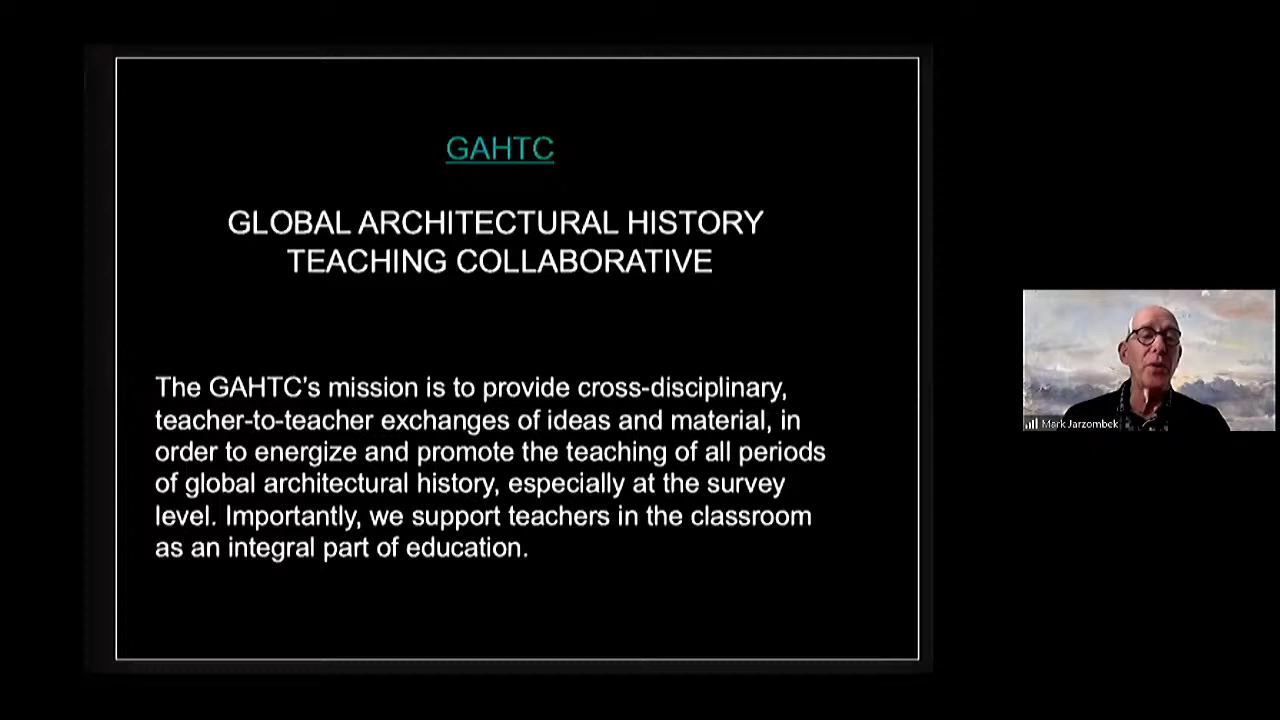 GAHTC
GLOBAL ARCHITECTURAL HISTORY
TEACHING COLLABORATIVE
The GAHTC’s mission is to provide cross-disciplinary,
teacher-to-teacher exchanges of ideas and material, in
order to energize and promote the teaching of all periods
of global architectural history, especially at the survey
level. Importantly, we support teachers in the classroom
as an integral part of education.
Mark Jarzombek